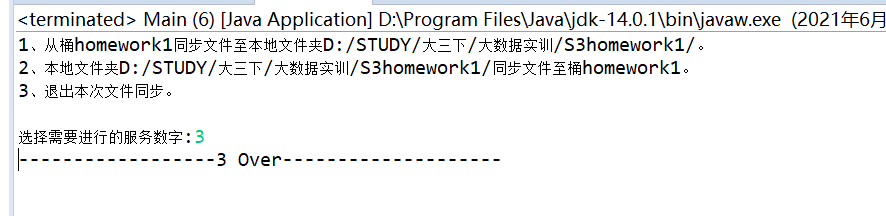 <terminated> Main (6) [Java Application] D:\Program Files\Java\jdk-14.0.1\bin\javaw.exe (2021年6月
1、从桶homework1同步文件至本地文件夹D:/STUDY/大三下/大数据实训/S3homework1/。
2、本地文件夹D:/STUDY/大三下/大数据实训/S3homework1/同步文件至桶homework1。
3、退出本次文件同步。
选择需要进行的服务数字:3
------------------3 Over--------------------